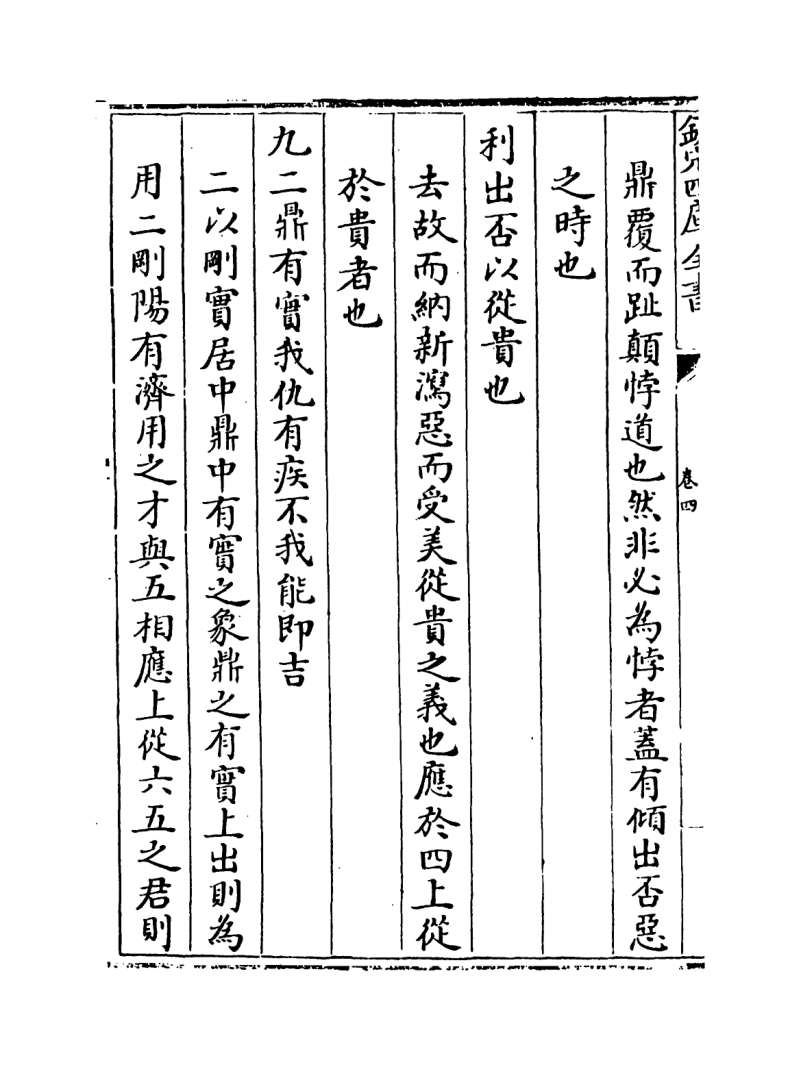 欽定四庫全書
卷四
鼎覆而趾顛悖道也然非必為悖者蓋有傾出否惡
之時也
利出否以從貴也
去故而納新瀉惡而受美從貴之義也應於四上從
於貴者也
九二鼎有實我仇有疾不我能即吉
二以剛實居中鼎中有實之象鼎之有實上出則為
用二剛陽有濟用之才與五相應上從六五之君則